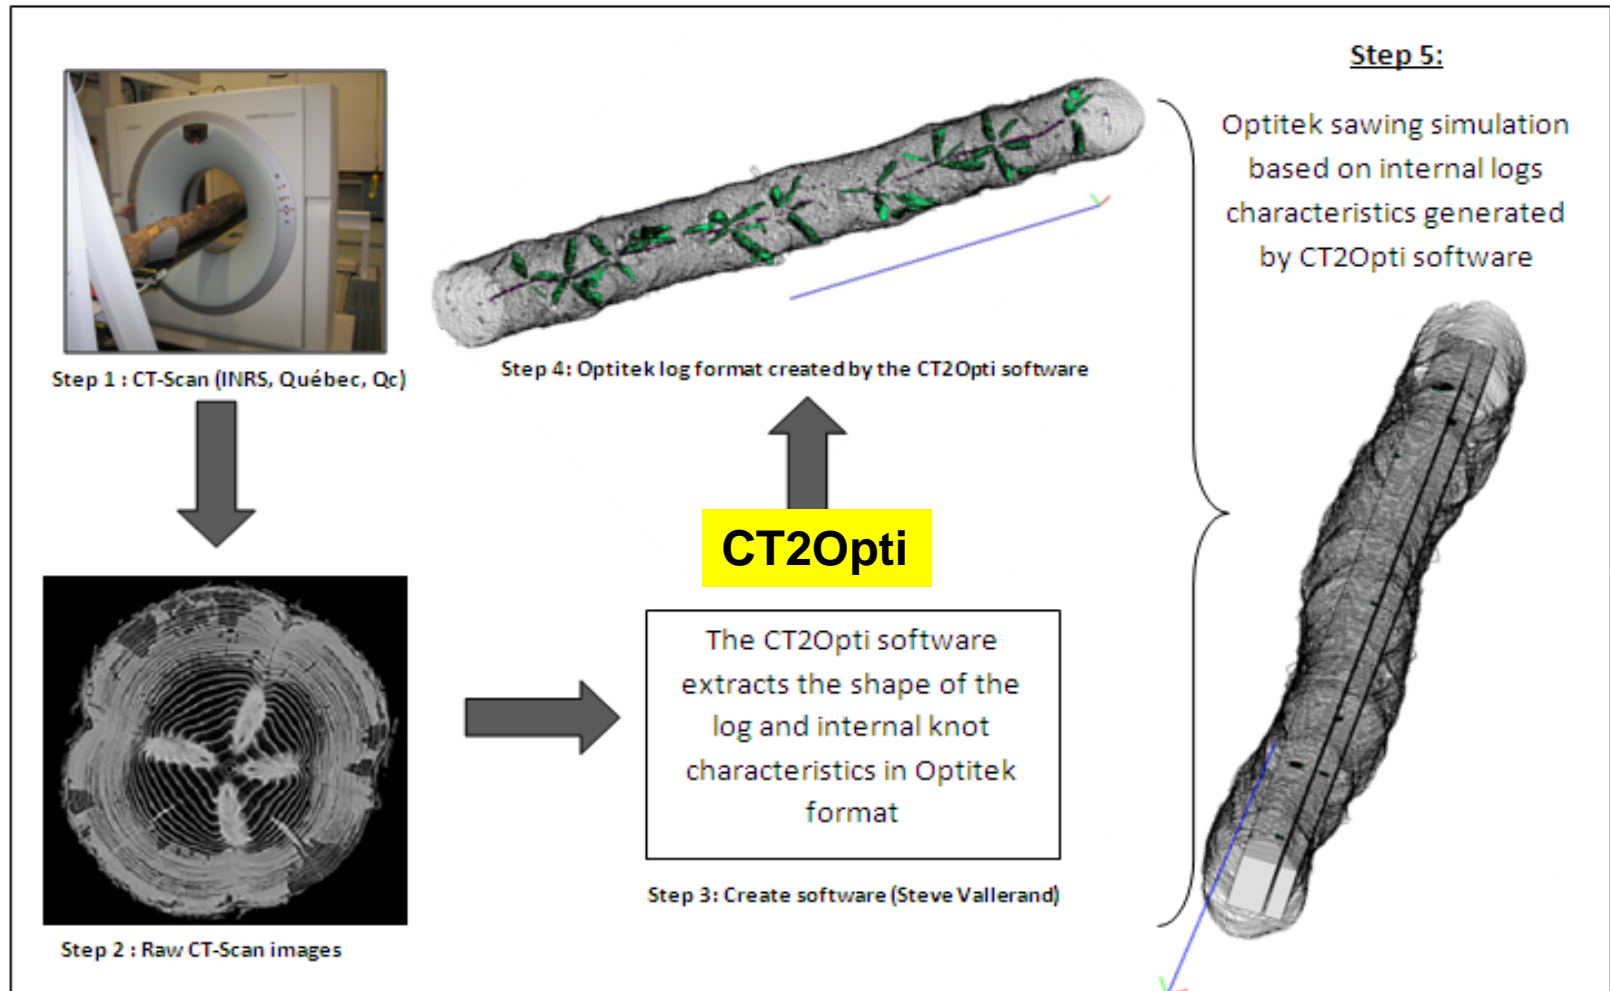 Step 1 : CT-Scan (INRS, Québec, Qc)
Step 2 : Raw CT-Scan images
CT2Opti
The CT2Opti software
extracts the shape of the
log and internal knot
characteristics in Optitek
format
Step 3: Create software (Steve Vallerand)
Step 4: Optitek log format created by the CT2Opti software
Step 5:
Optitek sawing simulation
based on internal logs
characteristics generated
by CT2Opti software